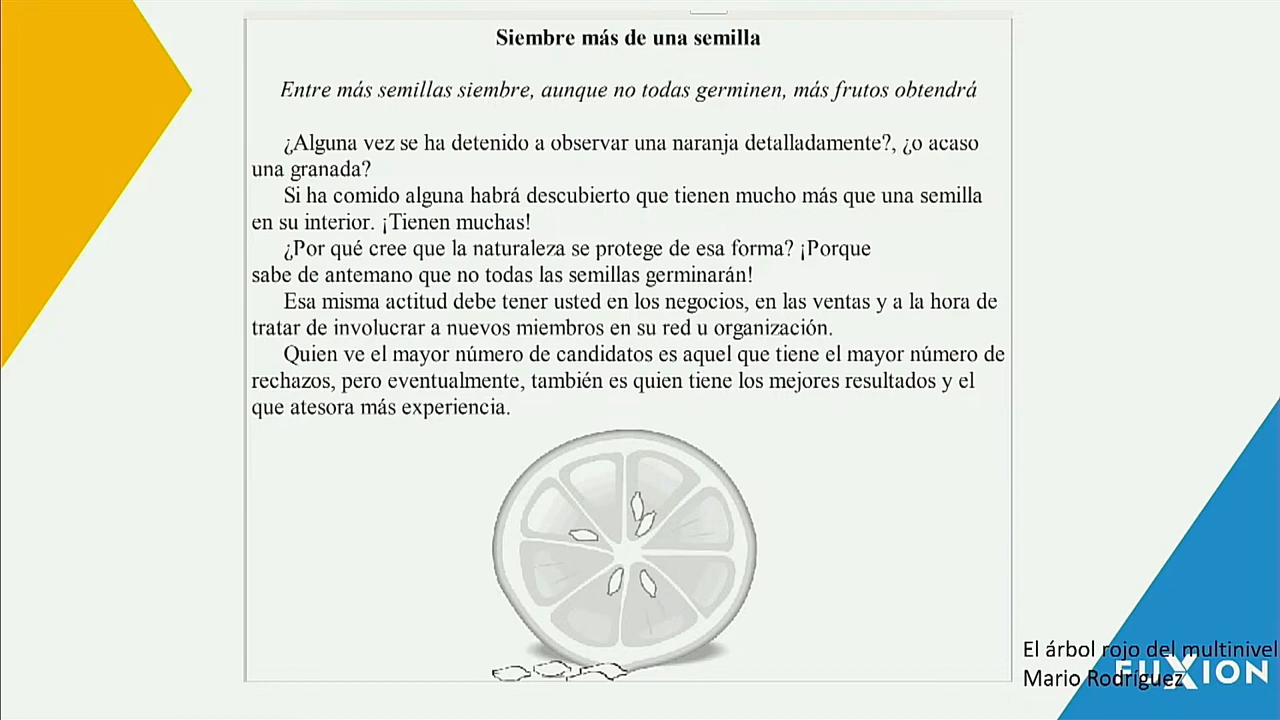 Siembre más de una semilla
Entre más semillas siembre, aunque no todas germinen, más frutos obtendrá
¿Alguna vez se ha detenido a observar una naranja detalladamente?, ¿o acaso
una granada?
Si ha comido alguna habrá descubierto que tienen mucho más que una semilla
en su interior. ¡Tienen muchas!
¿Por qué cree que la naturaleza se protege de esa forma? ¡Porque
sabe de antemano que no todas las semillas germinarán!
Esa misma actitud debe tener usted en los negocios, en las ventas y a la hora de
tratar de involucrar a nuevos miembros en su red u organización.
Quien ve el mayor número de candidatos es aquel que tiene el mayor número de
rechazos, pero eventualmente, también es quien tiene los mejores resultados y el
que atesora más experiencia.
El árbol rojo del multinivel
Mario Rodríguez
FUXION